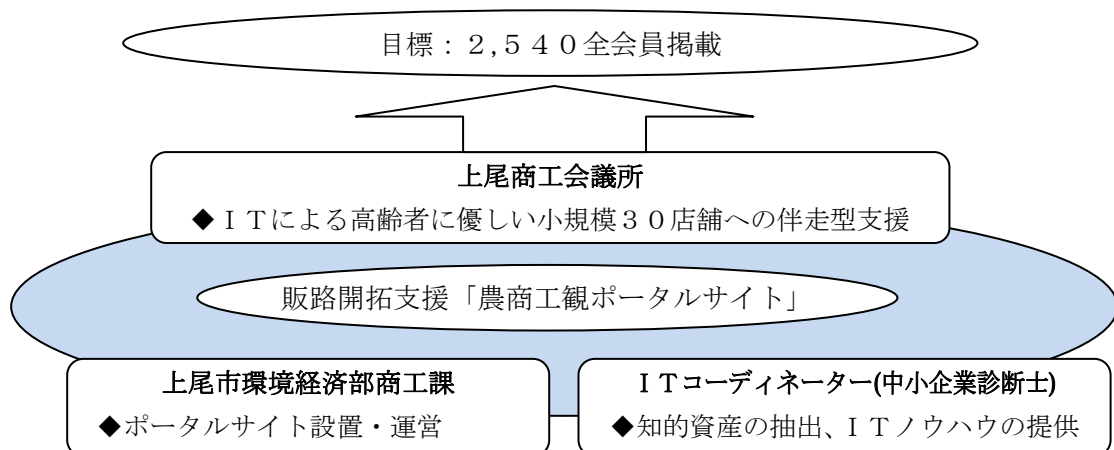 目標：２,５４０全会員掲載
上尾商工会議所
◆ＩＴによる高齢者に優しい小規模３０店舗への伴走型支援
販路開拓支援「農商工観ポータルサイト」
上尾市環境経済部商工課
◆ポータルサイト設置・運営
ＩＴコーディネーター(中小企業診断士)
◆知的資産の抽出、ＩＴノウハウの提供